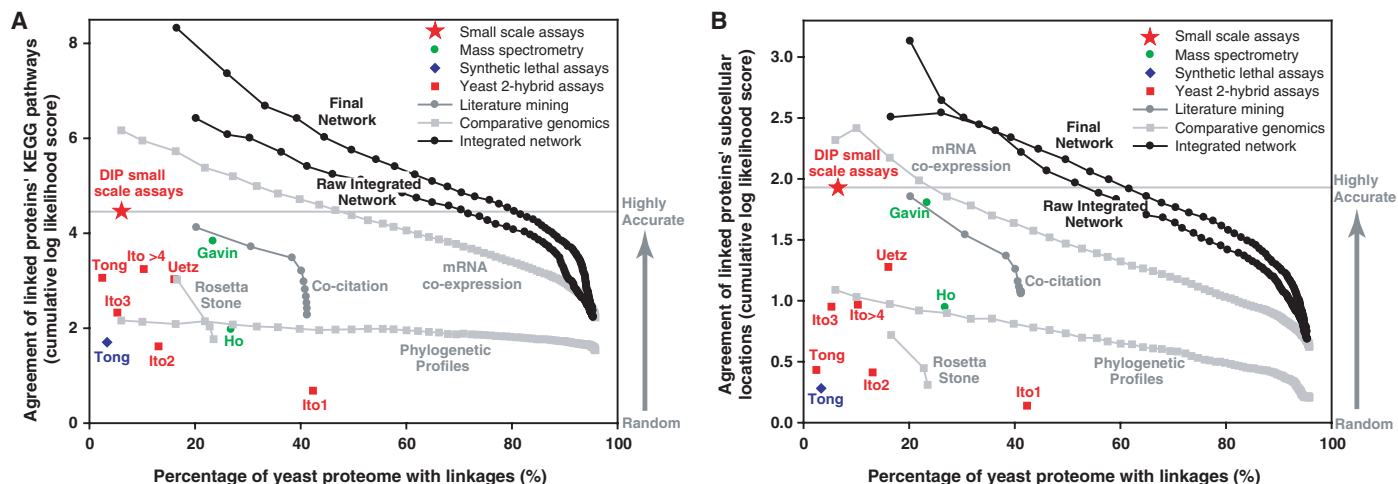 A
Agreement of linked proteins' KEGG pathways
(cumulative log likelihood score)
8
6
4
2
0
0
20
40
60
80
100
Percentage of yeast proteome with linkages (%)
Small scale assays
Mass spectrometry
Synthetic lethal assays
Yeast 2-hybrid assays
Literature mining
Comparative genomics
Integrated network
Final
Network
Raw Integrated
Network
DIP small
scale assays
Gavin
Tong
Ito >4
Uetz
Ito3
Rosetta
Stone
Co-citation
mRNA
co-expression
Tong
Ito2
Ho
Phylogenetic
Profiles
Ito1
Highly
Accurate
Random
B
Agreement of linked proteins' subcellular
locations (cumulative log likelihood score)
3.0
2.5
2.0
1.5
1.0
0.5
0.0
0
20
40
60
80
100
Percentage of yeast proteome with linkages (%)
Small scale assays
Mass spectrometry
Synthetic lethal assays
Yeast 2-hybrid assays
Literature mining
Comparative genomics
Integrated network
Final
Network
mRNA
co-expression
DIP small
scale assays
Gavin
Raw Integrated
Network
Uetz
Co-citation
Ho
Ito3
Ito>4
Tong
Ito2
Rosetta
Stone
Phylogenetic
Profiles
Tong
Ito1
Highly
Accurate
Random